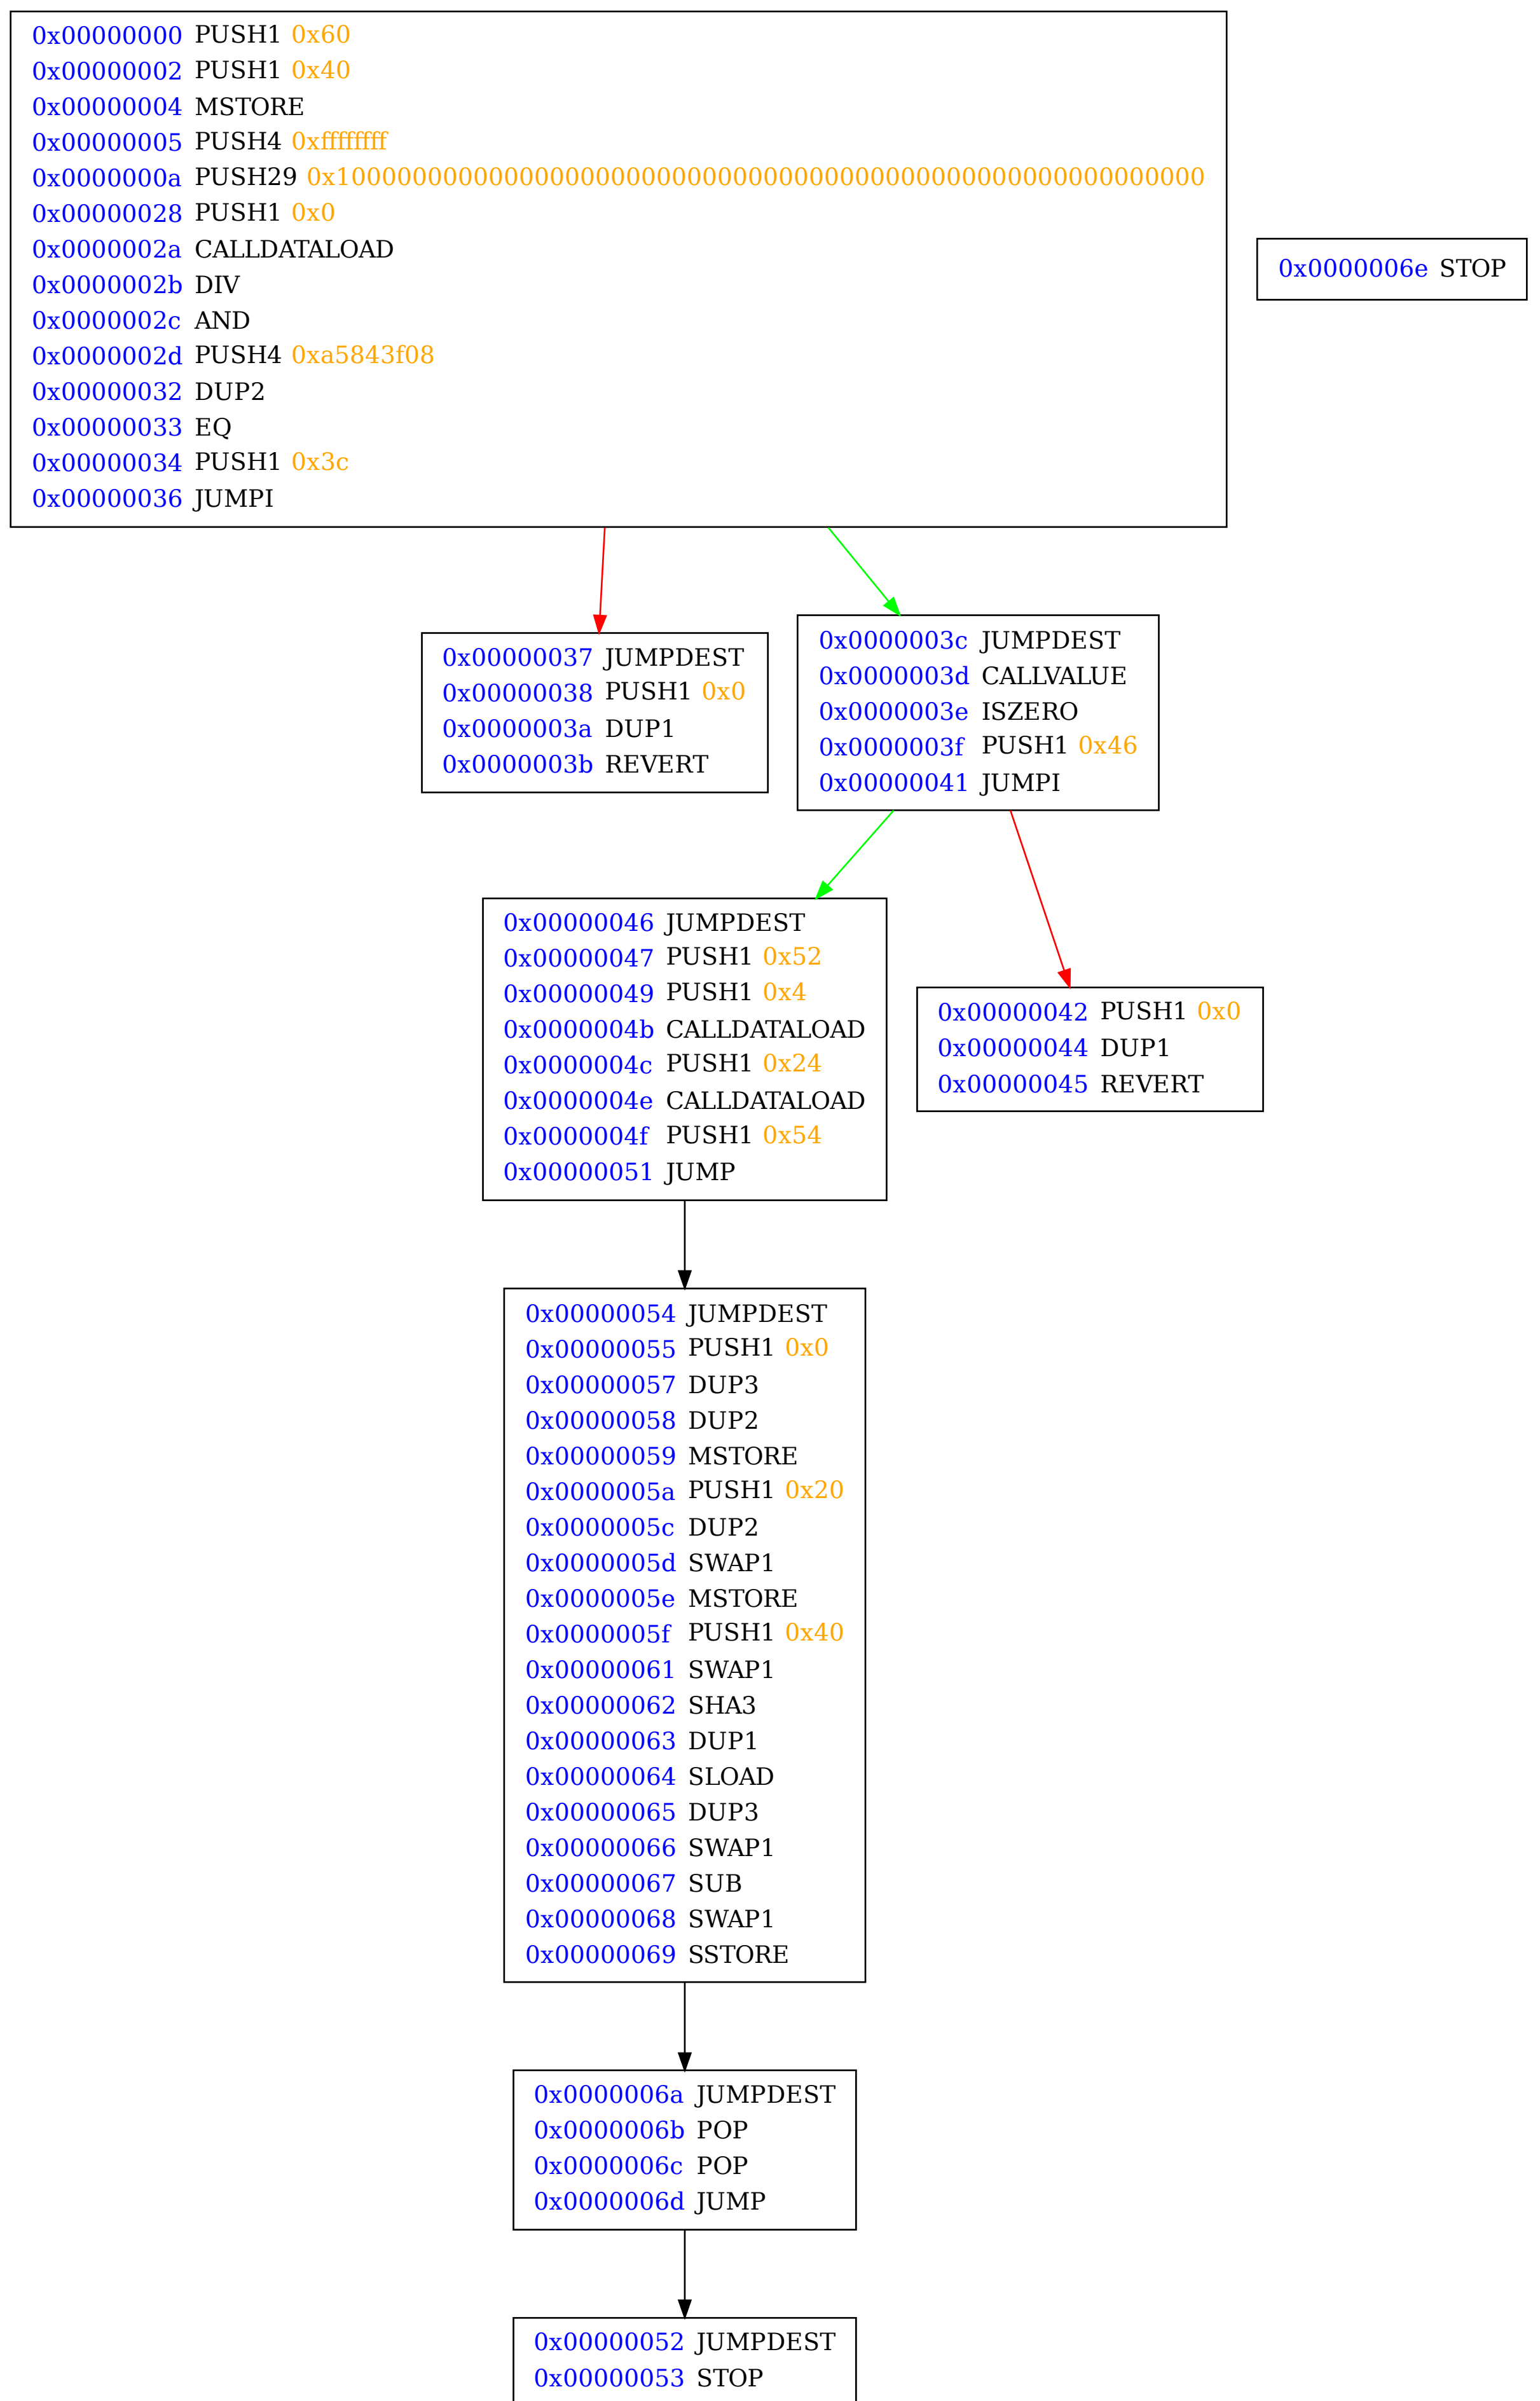 0x00000000 PUSH1 0x60
0x00000002 PUSH1 0x40
0x00000004 MSTORE
0x00000005 PUSH4 0xffffffff
0x0000000a PUSH29 0x100000000000000000000000000000000000000000000000000000000
0x00000028 PUSH1 0x0
0x0000002a CALLDATALOAD
0x0000002b DIV
0x0000002c AND
0x0000002d PUSH4 0xa5843f08
0x00000032 DUP2
0x00000033 EQ
0x00000034 PUSH1 0x3c
0x00000036 JUMPI
0x0000006e STOP
0x00000037 JUMPDEST
0x00000038 PUSH1 0x0
0x0000003a DUP1
0x0000003b REVERT
0x0000003c JUMPDEST
0x0000003d CALLVALUE
0x0000003e ISZERO
0x0000003f PUSH1 0x46
0x00000041 JUMPI
0x00000046 JUMPDEST
0x00000047 PUSH1 0x52
0x00000049 PUSH1 0x4
0x0000004b CALLDATALOAD
0x0000004c PUSH1 0x24
0x0000004e CALLDATALOAD
0x0000004f PUSH1 0x54
0x00000051 JUMP
0x00000042 PUSH1 0x0
0x00000044 DUP1
0x00000045 REVERT
0x00000054 JUMPDEST
0x00000055 PUSH1 0x0
0x00000057 DUP3
0x00000058 DUP2
0x00000059 MSTORE
0x0000005a PUSH1 0x20
0x0000005c DUP2
0x0000005d SWAP1
0x0000005e MSTORE
0x0000005f PUSH1 0x40
0x00000061 SWAP1
0x00000062 SHA3
0x00000063 DUP1
0x00000064 SLOAD
0x00000065 DUP3
0x00000066 SWAP1
0x00000067 SUB
0x00000068 SWAP1
0x00000069 SSTORE
0x0000006a JUMPDEST
0x0000006b POP
0x0000006c POP
0x0000006d JUMP
0x00000052 JUMPDEST
0x00000053 STOP